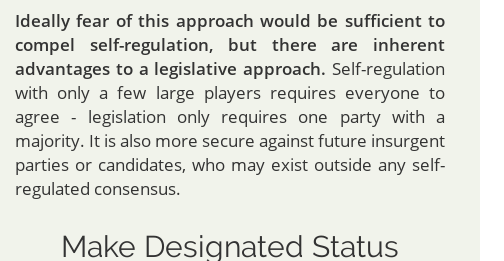 Ideally fear of this approach would be sufficient to
compel self-regulation, but there are inherent
advantages to a legislative approach. Self-regulation
with only a few large players requires everyone to
agree - legislation only requires one party with a
majority. It is also more secure against future insurgent
parties or candidates, who may exist outside any self-
regulated consensus.
Make Designated Status